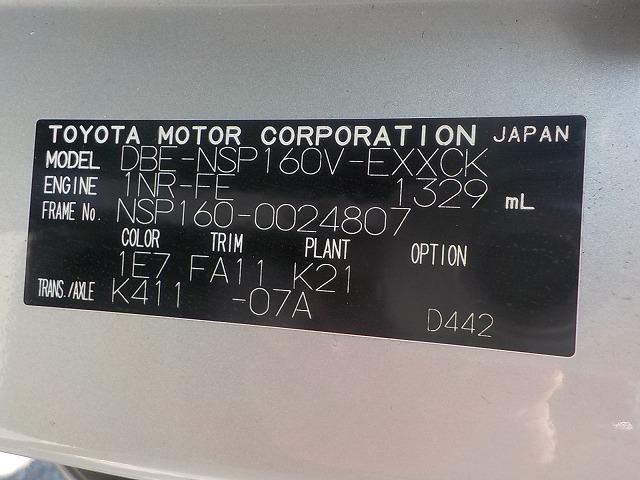 TOYOTA MOTOR CORPORATION JAPAN
MODEL DBE-NSP160V-EXXCK
ENGINE 1NR-FE 1329 mL
FRAME No. NSP160-0024807
COLOR TRIM PLANT OPTION
1E7 FA11 K21
TRANS./AXLE K411 -07A D442